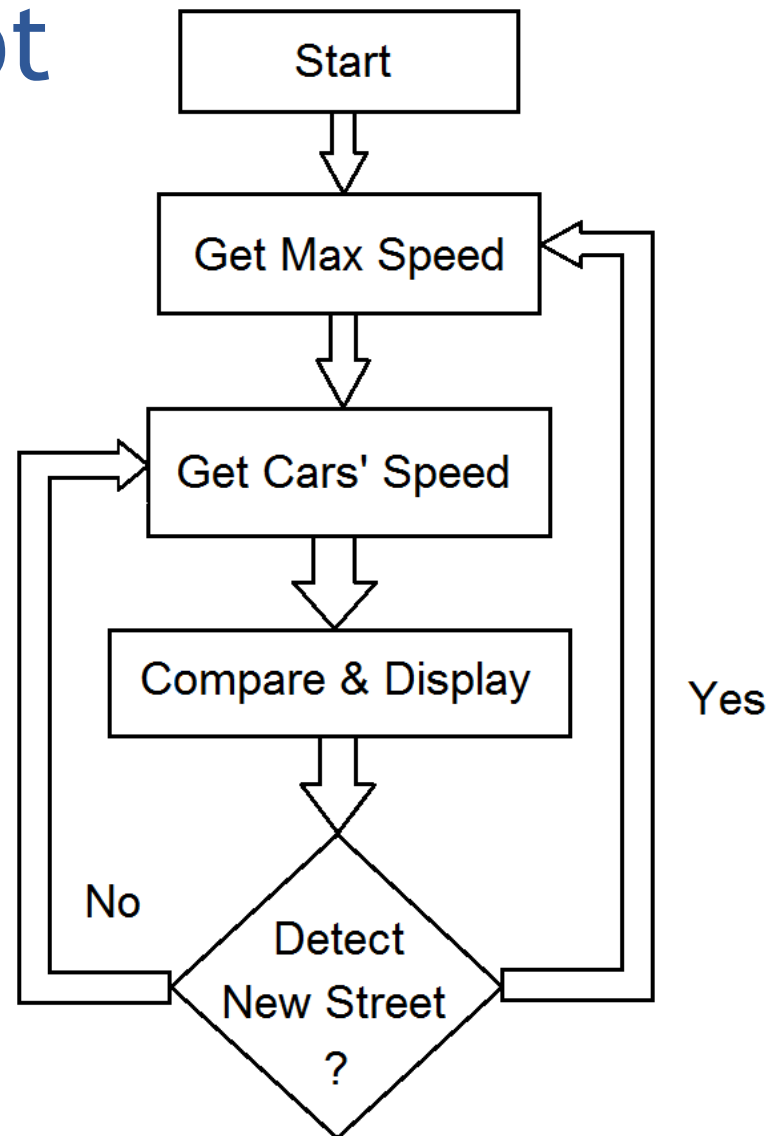 Start
Get Max Speed
Get Cars' Speed
Compare & Display
Yes
No
Detect
New Street
?